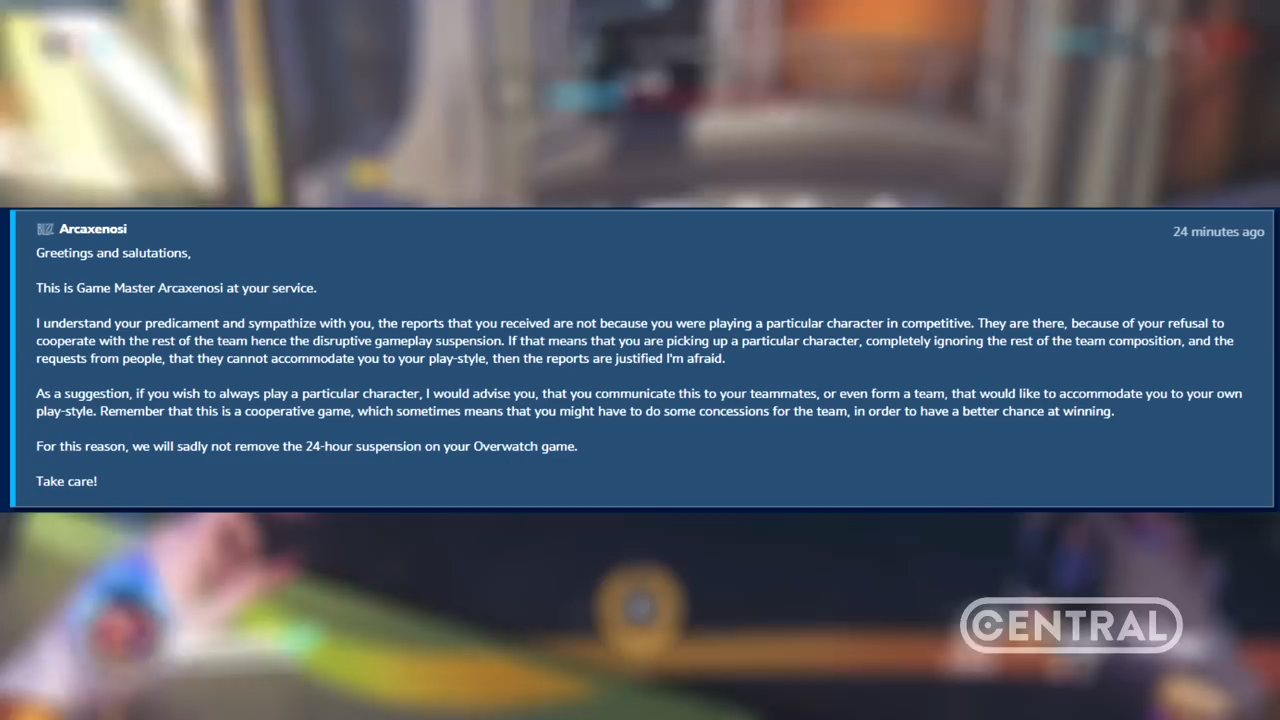 BLIZZ Arcaxenosi
24 minutes ago
Greetings and salutations,
This is Game Master Arcaxenosi at your service.
I understand your predicament and sympathize with you, the reports that you received are not because you were playing a particular character in competitive. They are there, because of your refusal to
cooperate with the rest of the team hence the disruptive gameplay suspension. If that means that you are picking up a particular character, completely ignoring the rest of the team composition, and the
requests from people, that they cannot accommodate you to your play-style, then the reports are justified I'm afraid.
As a suggestion, if you wish to always play a particular character, I would advise you, that you communicate this to your teammates, or even form a team, that would like to accommodate you to your own
play-style. Remember that this is a cooperative game, which sometimes means that you might have to do some concessions for the team, in order to have a better chance at winning.
For this reason, we will sadly not remove the 24-hour suspension on your Overwatch game.
Take care!
CENTRAL